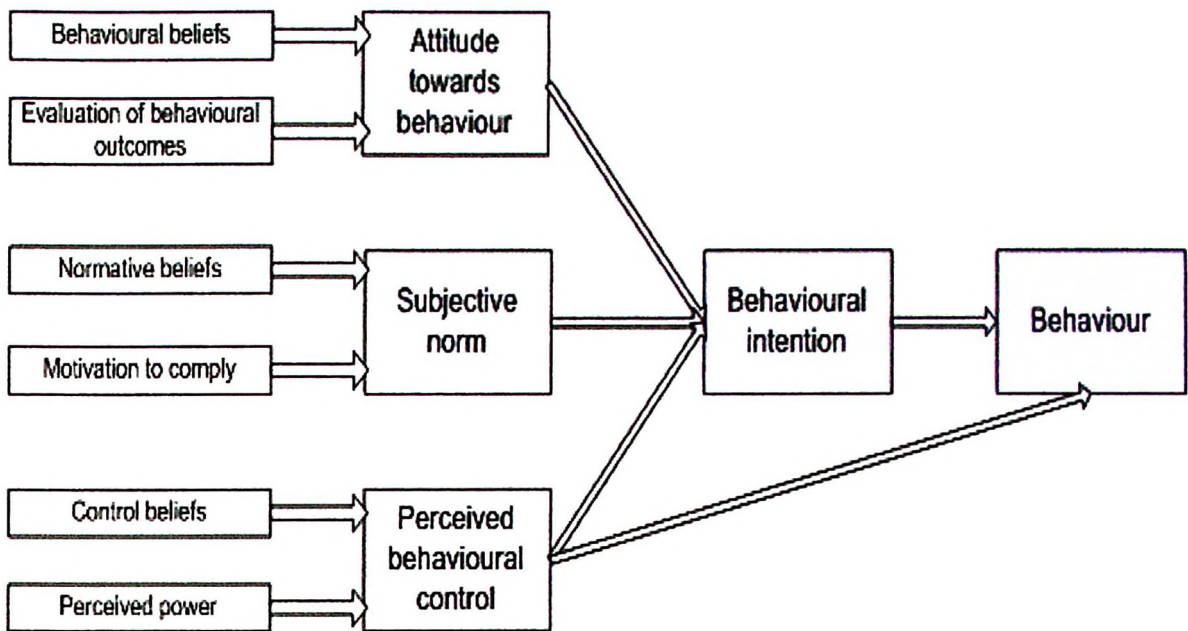 Behavioural beliefs
Evaluation of behavioural
outcomes
Attitude
towards
behaviour
Normative beliefs
Motivation to comply
Subjective
norm
Behavioural
intention
Behaviour
Control beliefs
Perceived power
Perceived
behavioural
control